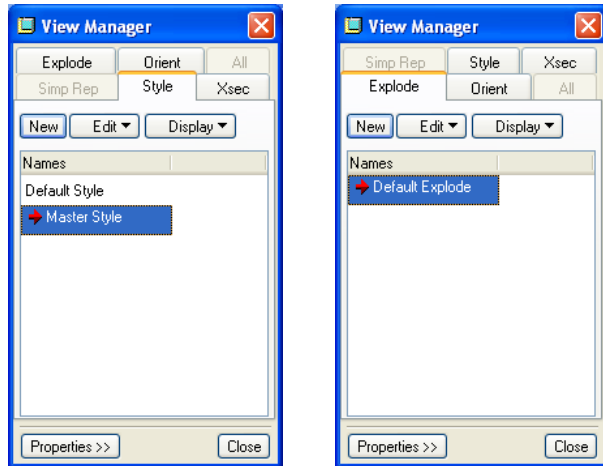 View Manager
Explode Orient All
Simp Rep Style Xsec
New Edit Display
Names
Default Style
Master Style
Properties >> Close
View Manager
Simp Rep Style Xsec
Explode Orient All
New Edit Display
Names
Default Explode
Properties >> Close